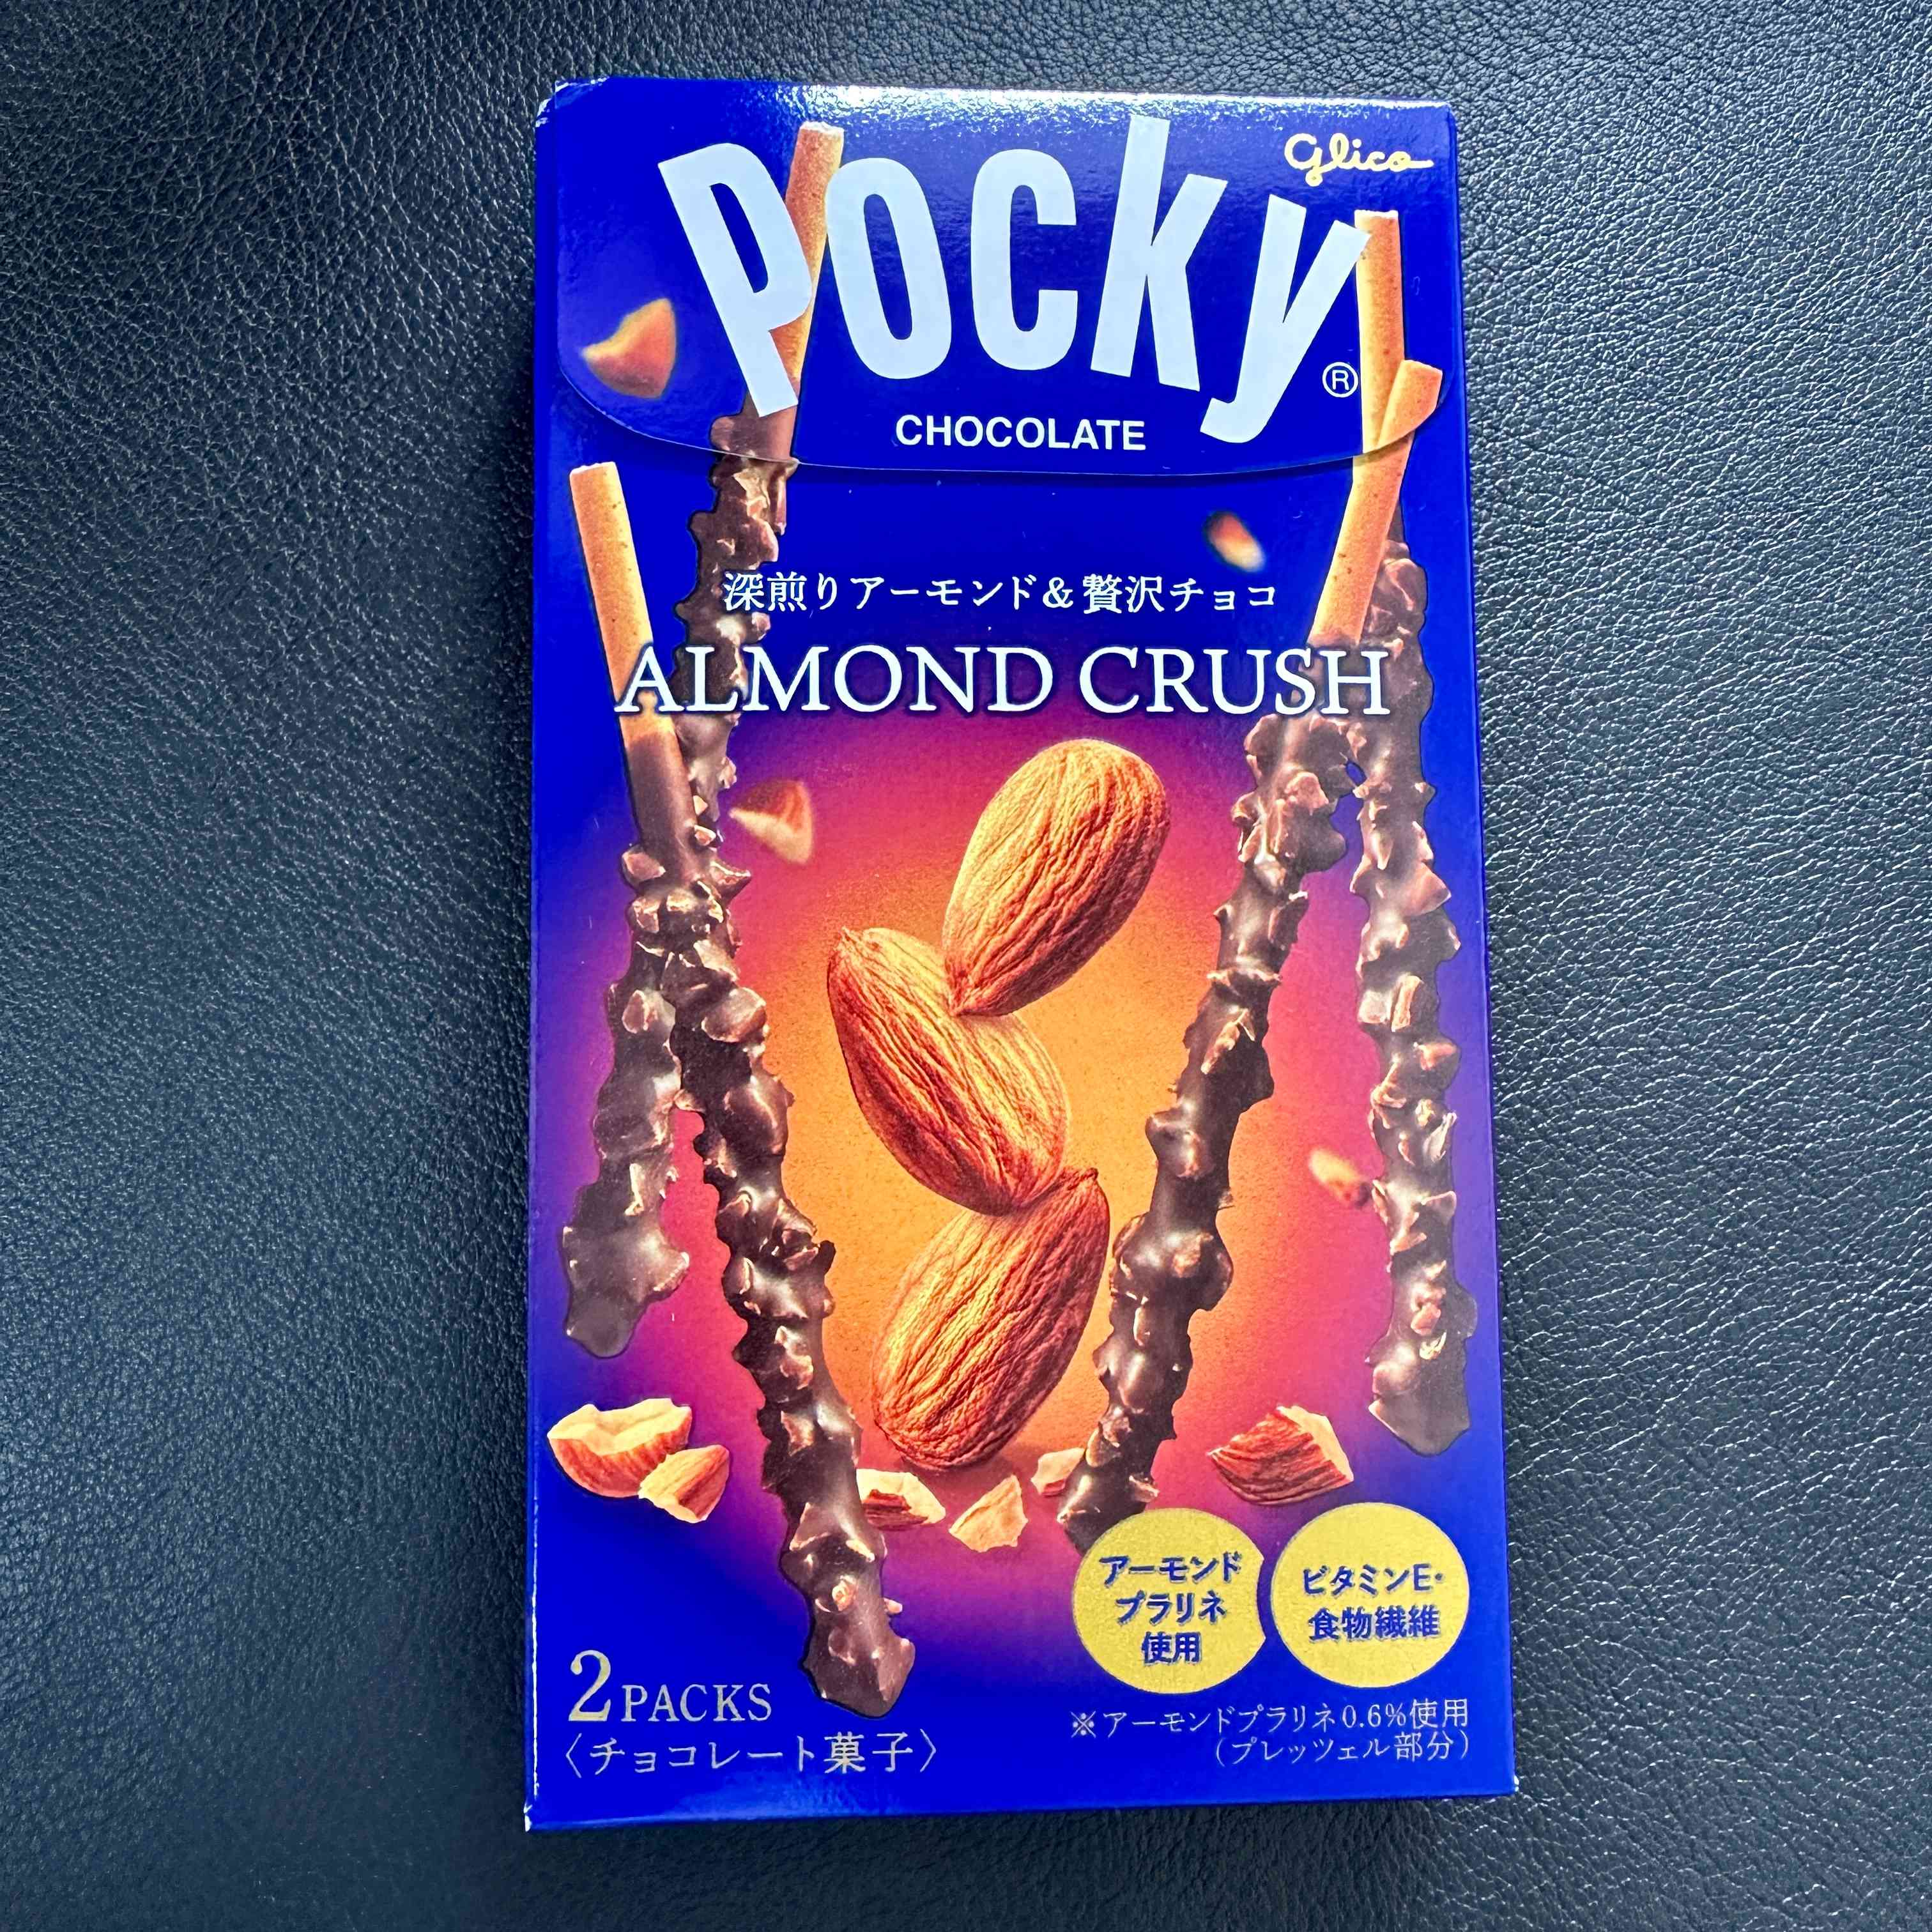 Glico
Pocky®
CHOCOLATE
深煎りアーモンド&贅沢チョコ
ALMOND CRUSH
アーモンド
プラリネ
使用
ビタミンE・
食物繊維
2PACKS
〈チョコレート菓子〉
※アーモンドプラリネ0.6%使用
(プレッツェル部分)